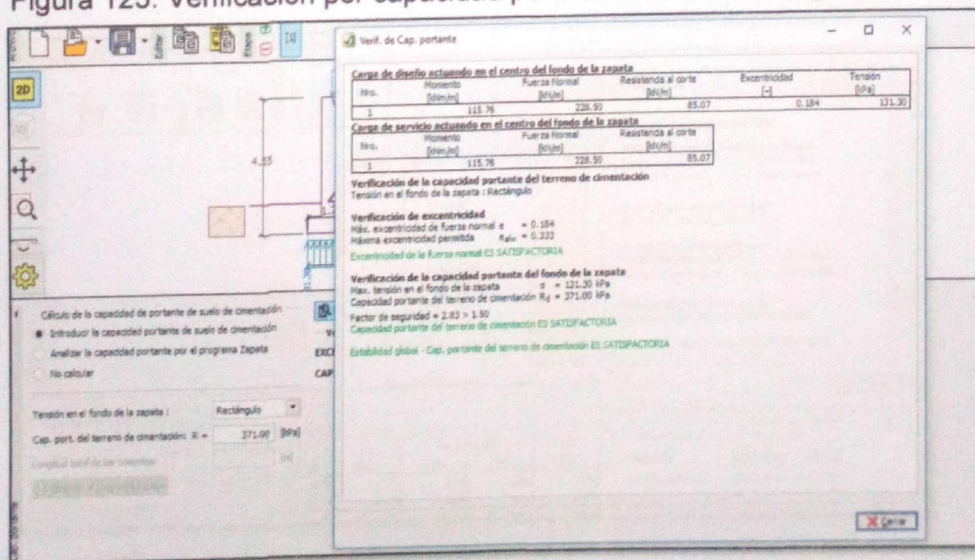 Figura 123. Verificación por capacidad
2D
[1]
Etapa
4.55
Verif. de Cap. portante
Carga de diseño actuando en el centro del fondo de la zapata
Nro. Momento [kNm/m] Fuerza Normal [kN/m] Resistencia al corte [kN/m] Excentricidad [–] Tensión [kPa]
1 115.76 228.50 85.07 0.184 131.30
Carga de servicio actuando en el centro del fondo de la zapata
Nro. Momento [kNm/m] Fuerza Normal [kN/m] Resistencia al corte [kN/m]
1 115.76 228.50 85.07
Verificación de la capacidad portante del terreno de cimentación
Tensión en el fondo de la zapata : Rectángulo
Verificación de excentricidad
Máx. excentricidad de fuerza normal e = 0.184
Máxima excentricidad permitida e_alw = 0.333
Excentricidad de la fuerza normal ES SATISFACTORIA
Verificación de la capacidad portante del fondo de la zapata
Max. tensión en el fondo de la zapata σ = 131.30 kPa
Capacidad portante del terreno de cimentación Rd = 371.00 kPa
Factor de seguridad = 2.83 > 1.50
Capacidad portante del terreno de cimentación ES SATISFACTORIA
Estabilidad global - Cap. portante del terreno de cimentación ES SATISFACTORIA
Cerrar
Cálculo de la capacidad de portante de suelo de cimentación
Introducir la capacidad portante de suelo de cimentación
Analizar la capacidad portante por el programa Zapata
No calcular
EXCE
CAP
Tensión en el fondo de la zapata : Rectángulo
Cap. port. del terreno de cimentación: R = 371.00 [kPa]
[m]